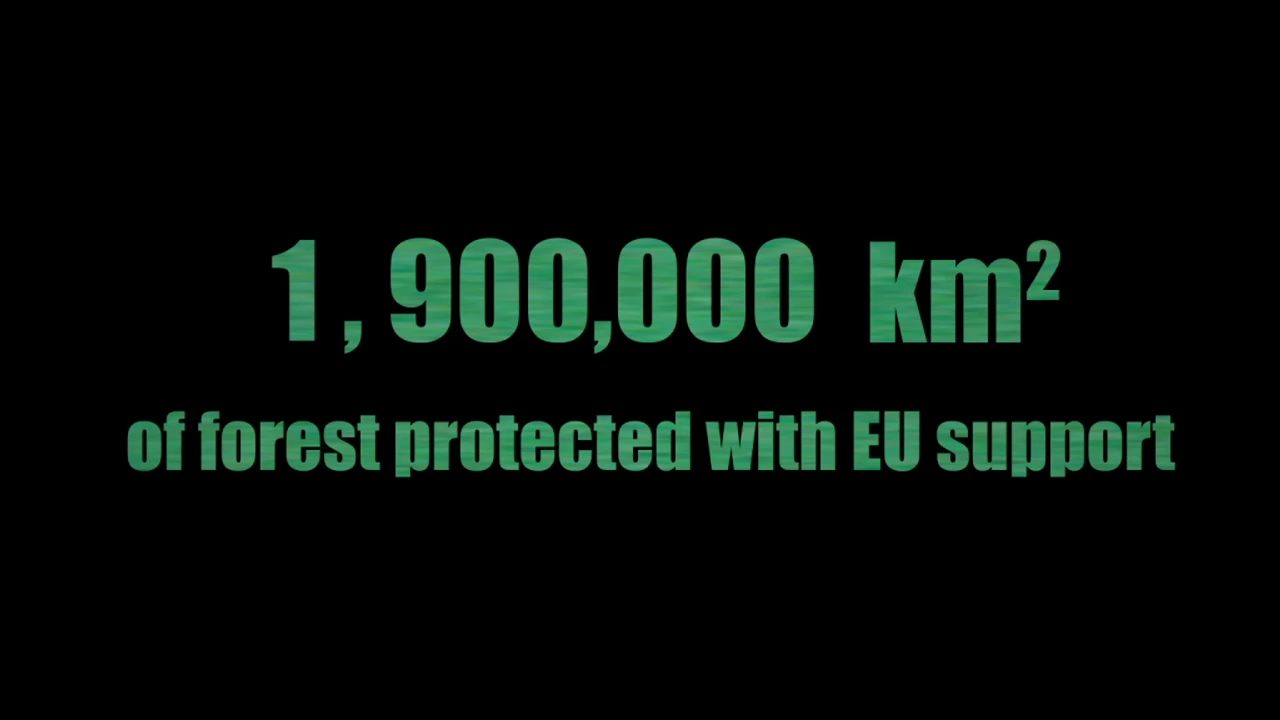 1, 900,000 km²
of forest protected with EU support